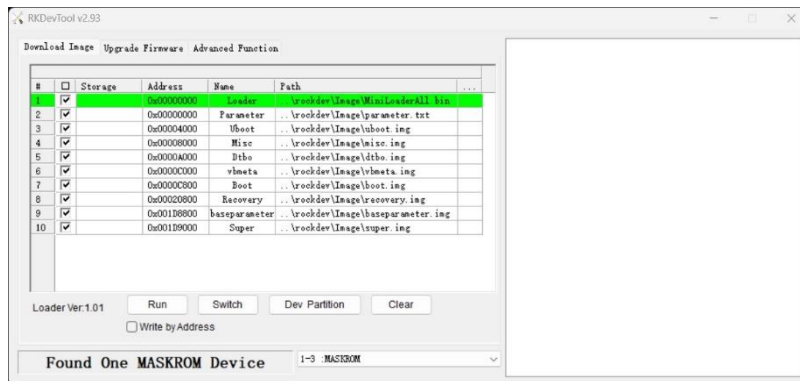 RKDevTool v2.93
Download Image Upgrade Firmware Advanced Function
# Storage Address Name Path ...
1 0x00000000 Loader ..\rockdev\Image\MiniLoaderAll.bin
2 0x00000000 Parameter ..\rockdev\Image\parameter.txt
3 0x00004000 Uboot ..\rockdev\Image\uboot.img
4 0x00008000 Misc ..\rockdev\Image\misc.img
5 0x0000A000 Dtbo ..\rockdev\Image\dtbo.img
6 0x0000C000 vbmeta ..\rockdev\Image\vbmeta.img
7 0x0000C800 Boot ..\rockdev\Image\boot.img
8 0x00020800 Recovery ..\rockdev\Image\recovery.img
9 0x001D8800 baseparameter ..\rockdev\Image\baseparameter.img
10 0x001D9000 Super ..\rockdev\Image\super.img
Loader Ver:1.01 Run Switch Dev Partition Clear
Write by Address
Found One MASKROM Device 1-3 :MASKROM